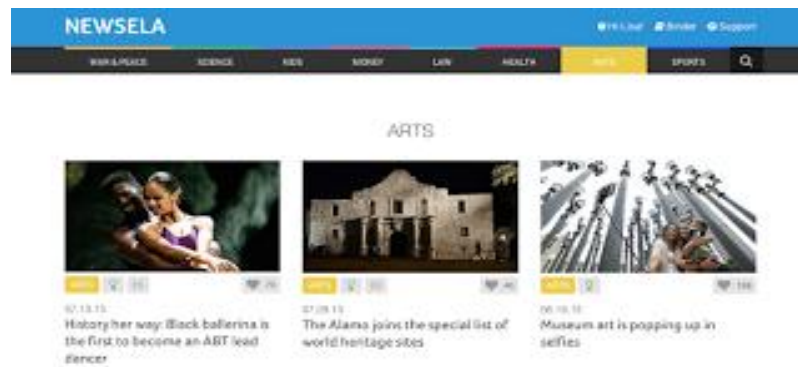 NEWSELA
Binder Support
WAR & PEACE SCIENCE KIDS MONEY LAW HEALTH ARTS SPORTS
ARTS
ARTS
ARTS
ARTS
History her way: Black ballerina is
the first to become an ABT lead
dancer
The Alamo joins the special list of
world heritage sites
Museum art is popping up in
selfies